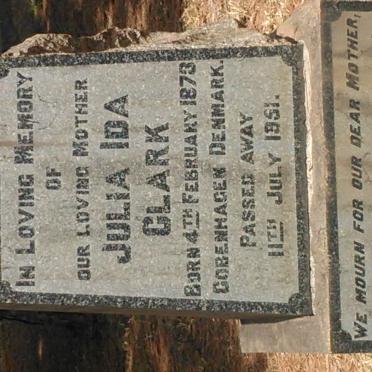 IN LOVING MEMORY
OF
OUR LOVING MOTHER
JULIA IDA
CLARK
BORN 4TH FEBRUARY 1873
COPENHAGEN DENMARK.
PASSED AWAY
11TH JULY 1951.
WE MOURN FOR OUR DEAR MOTHER,